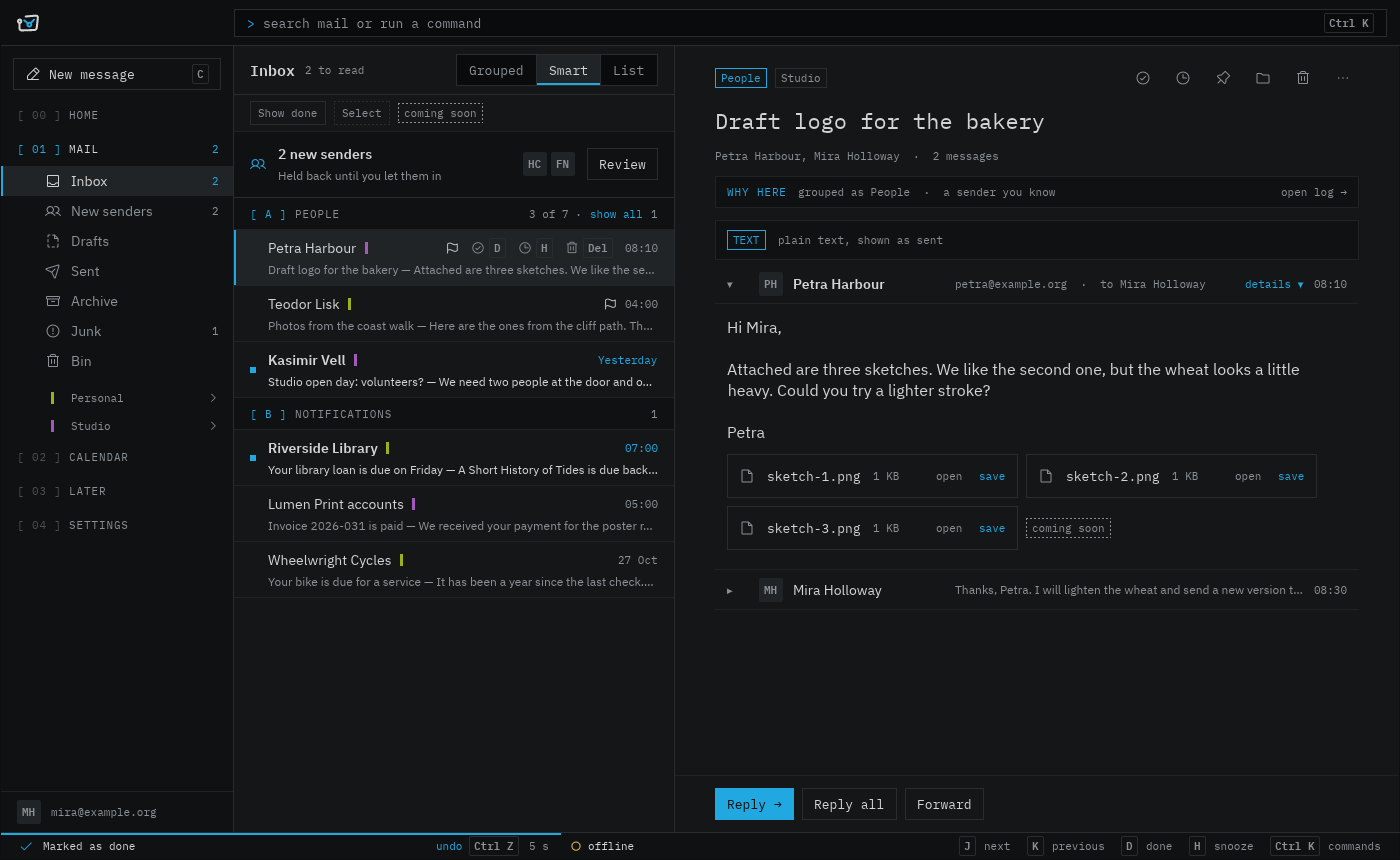 > search mail or run a command Ctrl K
New message C
[ 00 ] HOME
[ 01 ] MAIL 2
Inbox 2
New senders 2
Drafts
Sent
Archive
Junk 1
Bin
Personal
Studio
[ 02 ] CALENDAR
[ 03 ] LATER
[ 04 ] SETTINGS
MH mira@example.org
Inbox 2 to read Grouped Smart List
Show done Select coming soon
2 new senders
Held back until you let them in
HC FN Review
[ A ] PEOPLE 3 of 7 · show all 1
Petra Harbour D H Del 08:10
Draft logo for the bakery — Attached are three sketches. We like the se…
Teodor Lisk 04:00
Photos from the coast walk — Here are the ones from the cliff path. Th…
Kasimir Vell Yesterday
Studio open day: volunteers? — We need two people at the door and o…
[ B ] NOTIFICATIONS 1
Riverside Library 07:00
Your library loan is due on Friday — A Short History of Tides is due back…
Lumen Print accounts 05:00
Invoice 2026-031 is paid — We received your payment for the poster r…
Wheelwright Cycles 27 Oct
Your bike is due for a service — It has been a year since the last check.…
People Studio ···
Draft logo for the bakery
Petra Harbour, Mira Holloway · 2 messages
WHY HERE grouped as People · a sender you know open log →
TEXT plain text, shown as sent
▾ PH Petra Harbour petra@example.org · to Mira Holloway details ▾ 08:10
Hi Mira,
Attached are three sketches. We like the second one, but the wheat looks a little
heavy. Could you try a lighter stroke?
Petra
sketch-1.png 1 KB open save
sketch-2.png 1 KB open save
sketch-3.png 1 KB open save
coming soon
▸ MH Mira Holloway Thanks, Petra. I will lighten the wheat and send a new version t… 08:30
Reply → Reply all Forward
Marked as done undo Ctrl Z 5 s offline J next K previous D done H snooze Ctrl K commands